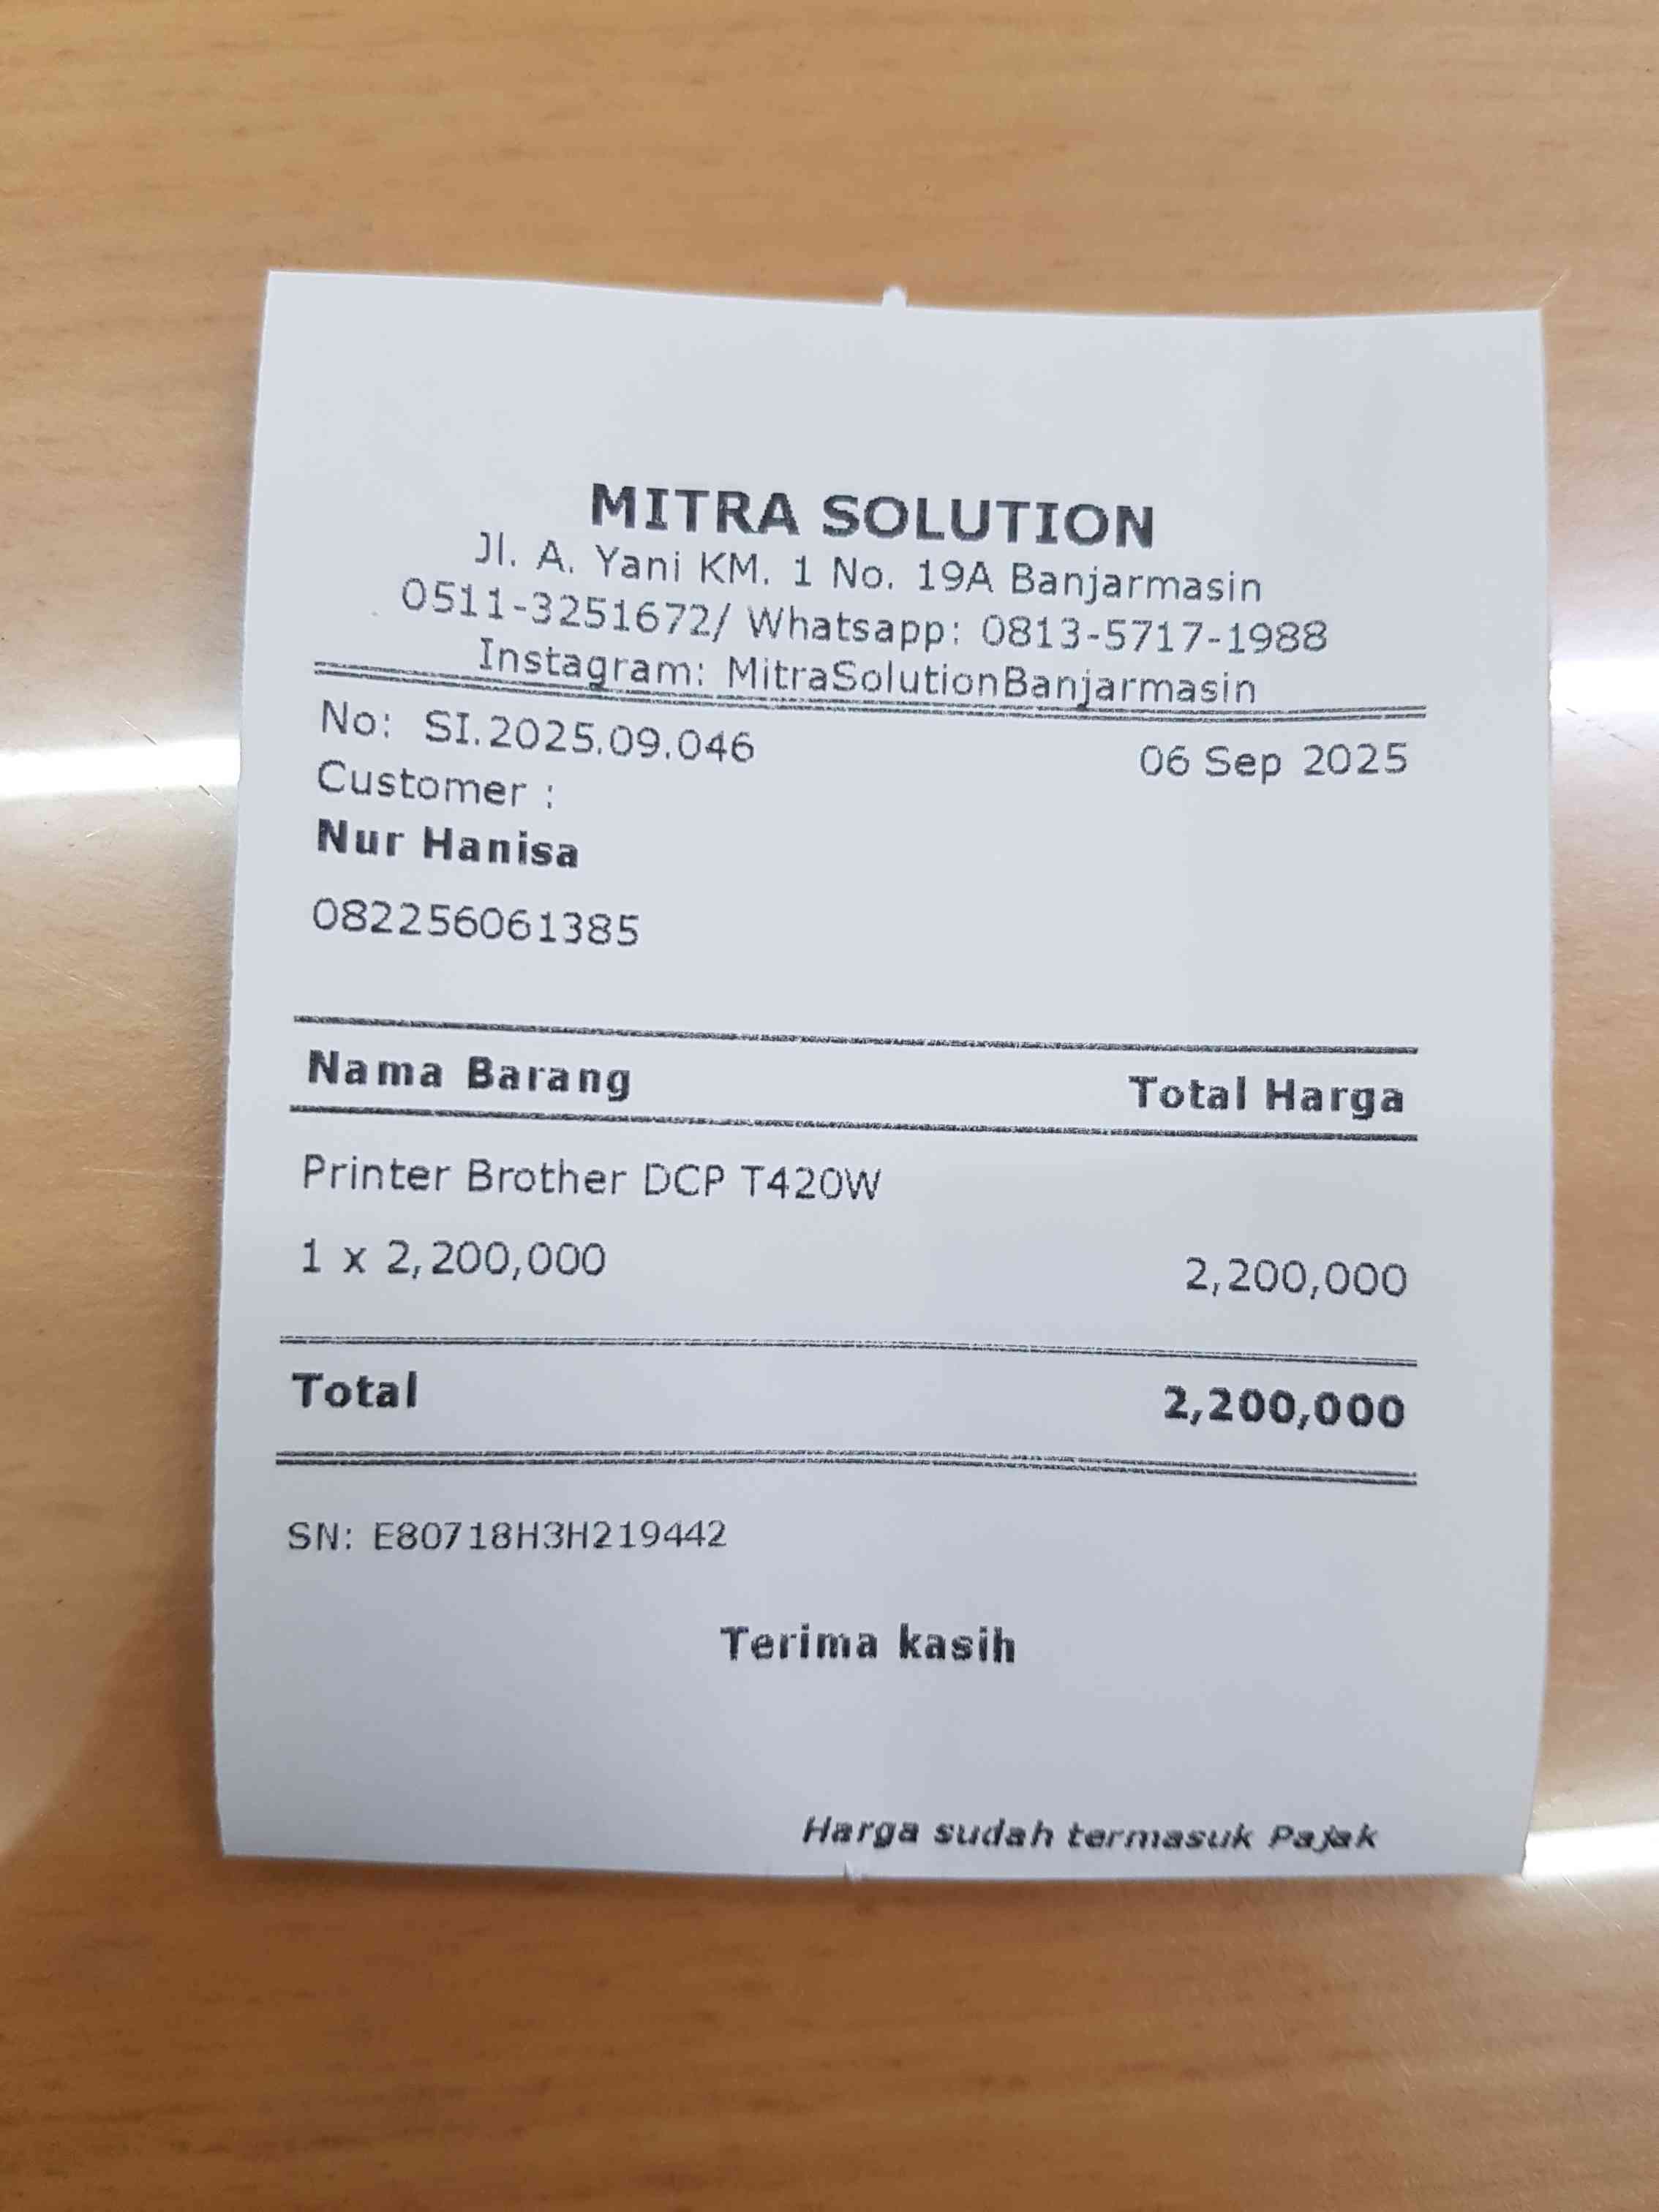 MITRA SOLUTION
Jl. A. Yani KM. 1 No. 19A Banjarmasin
0511-3251672/ Whatsapp: 0813-5717-1988
Instagram: MitraSolutionBanjarmasin
No: SI.2025.09.046 06 Sep 2025
Customer :
Nur Hanisa
082256061385
Nama Barang Total Harga
Printer Brother DCP T420W
1 x 2,200,000 2,200,000
Total 2,200,000
SN: E80718H3H219442
Terima kasih
Harga sudah termasuk Pajak